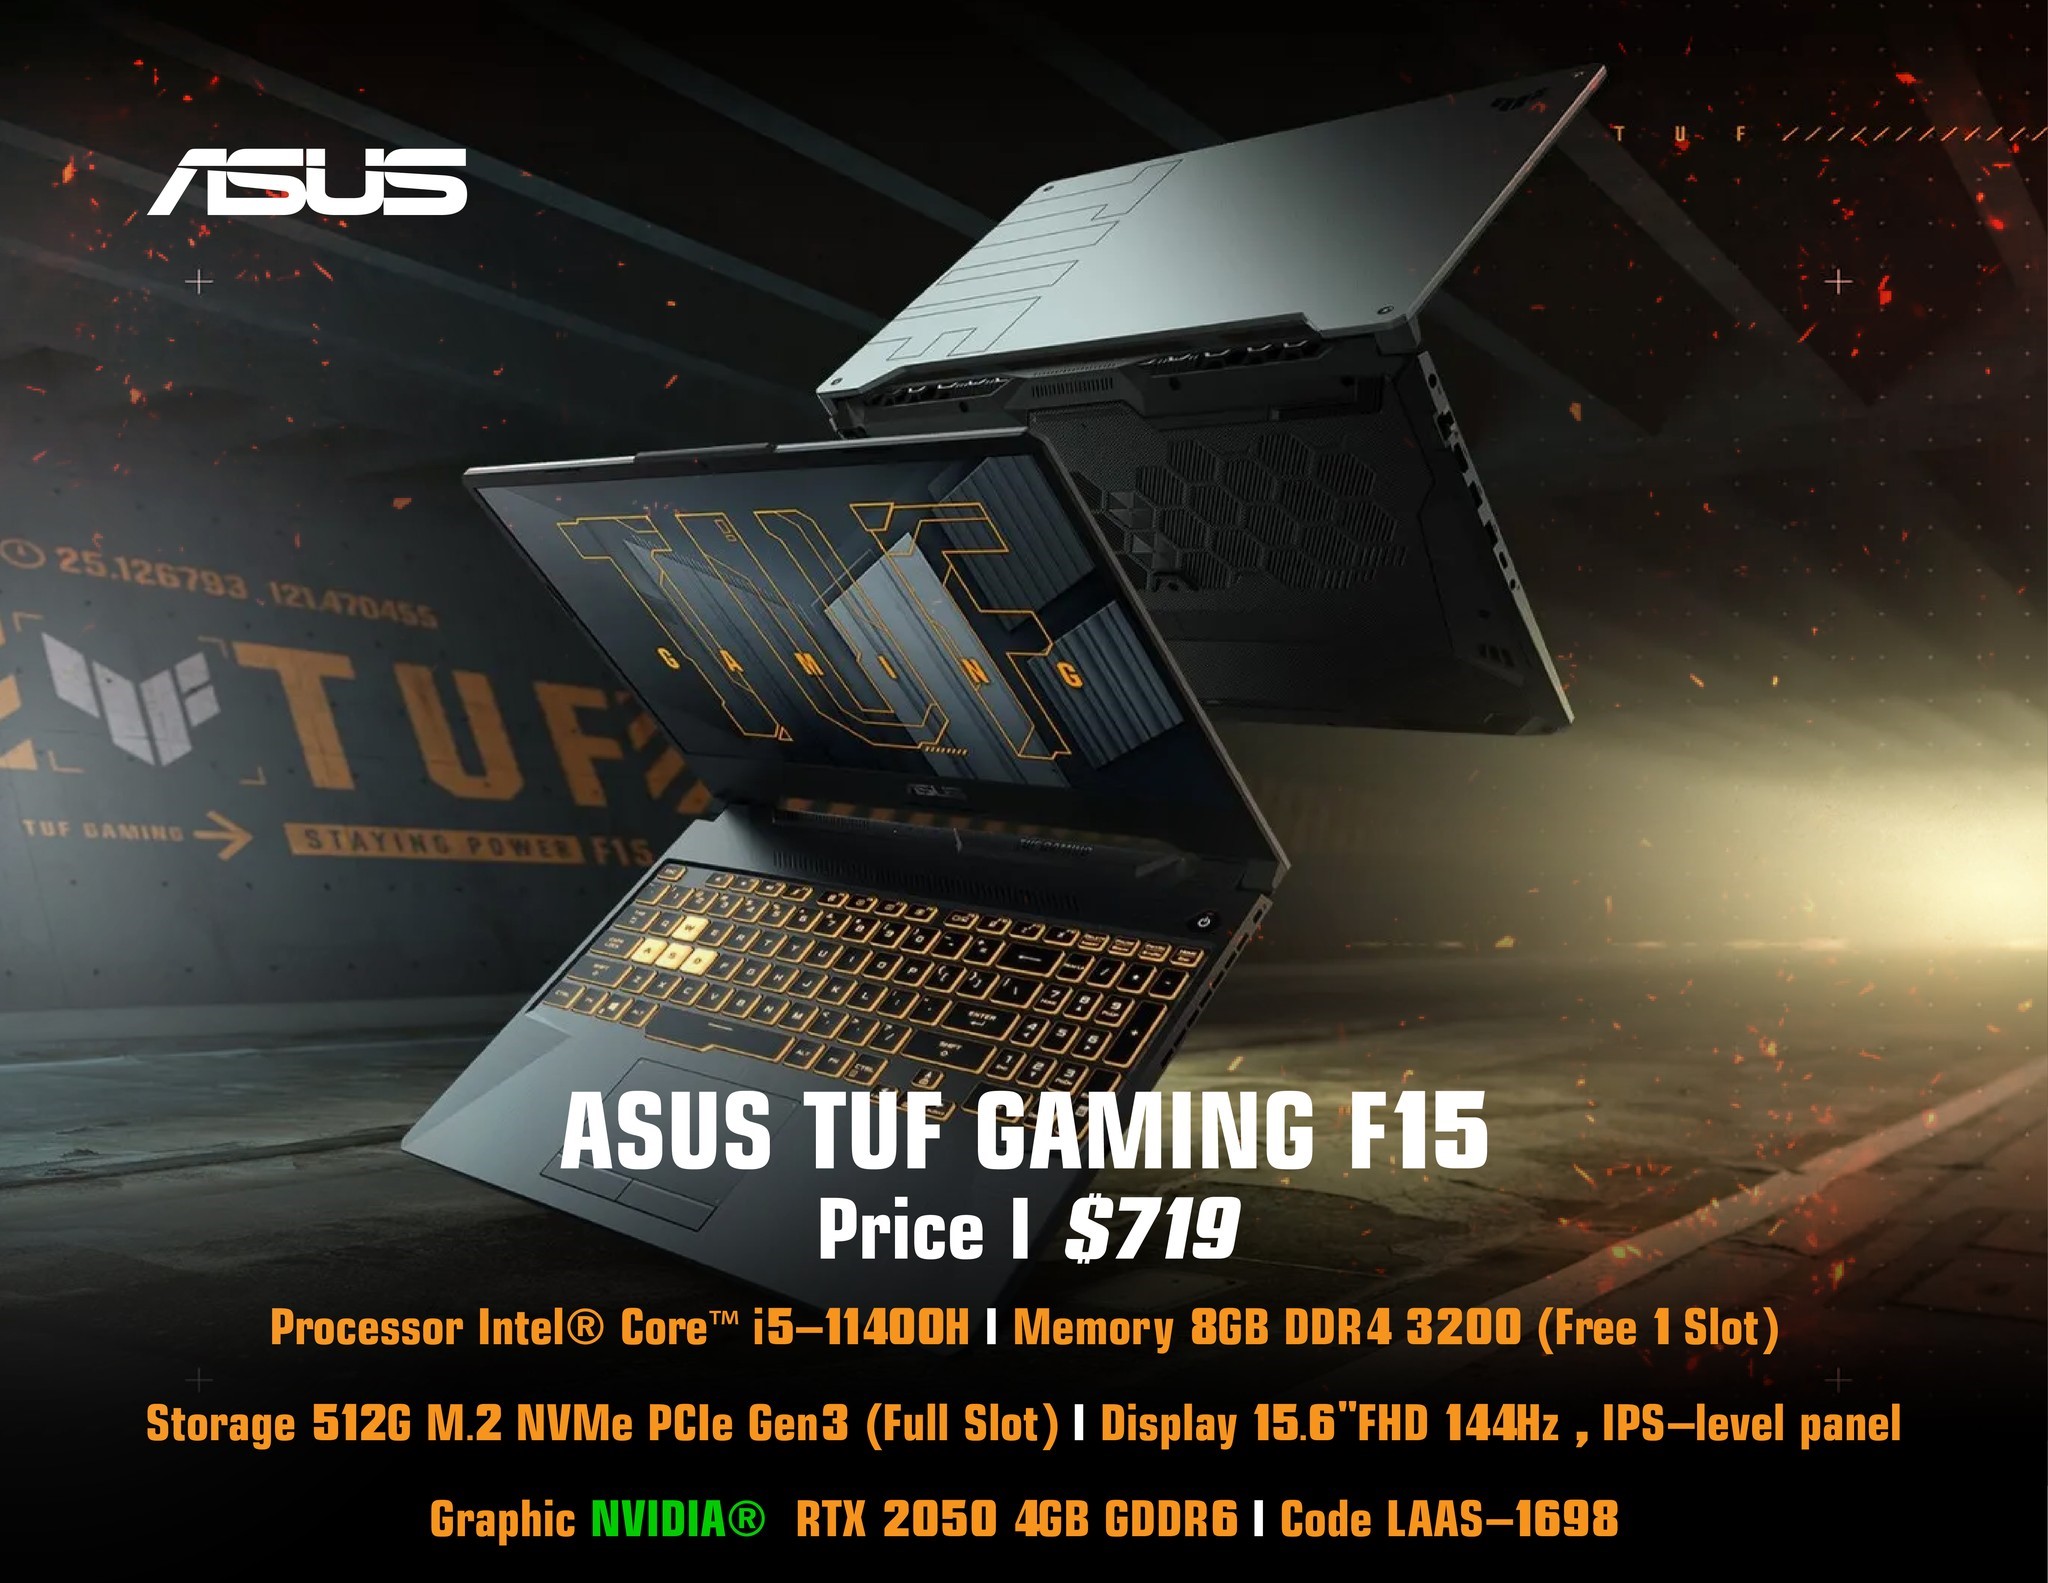 ASUS
T U F
25.126793 , 121.470455
TUF
TUF GAMING
STAYING POWER F15
TUF
GAMING
ASUS
ASUS TUF GAMING F15
Price | $719
Processor Intel® Core™ i5-11400H | Memory 8GB DDR4 3200 (Free 1 Slot)
Storage 512G M.2 NVMe PCIe Gen3 (Full Slot) | Display 15.6"FHD 144Hz , IPS-level panel
Graphic NVIDIA® RTX 2050 4GB GDDR6 | Code LAAS-1698